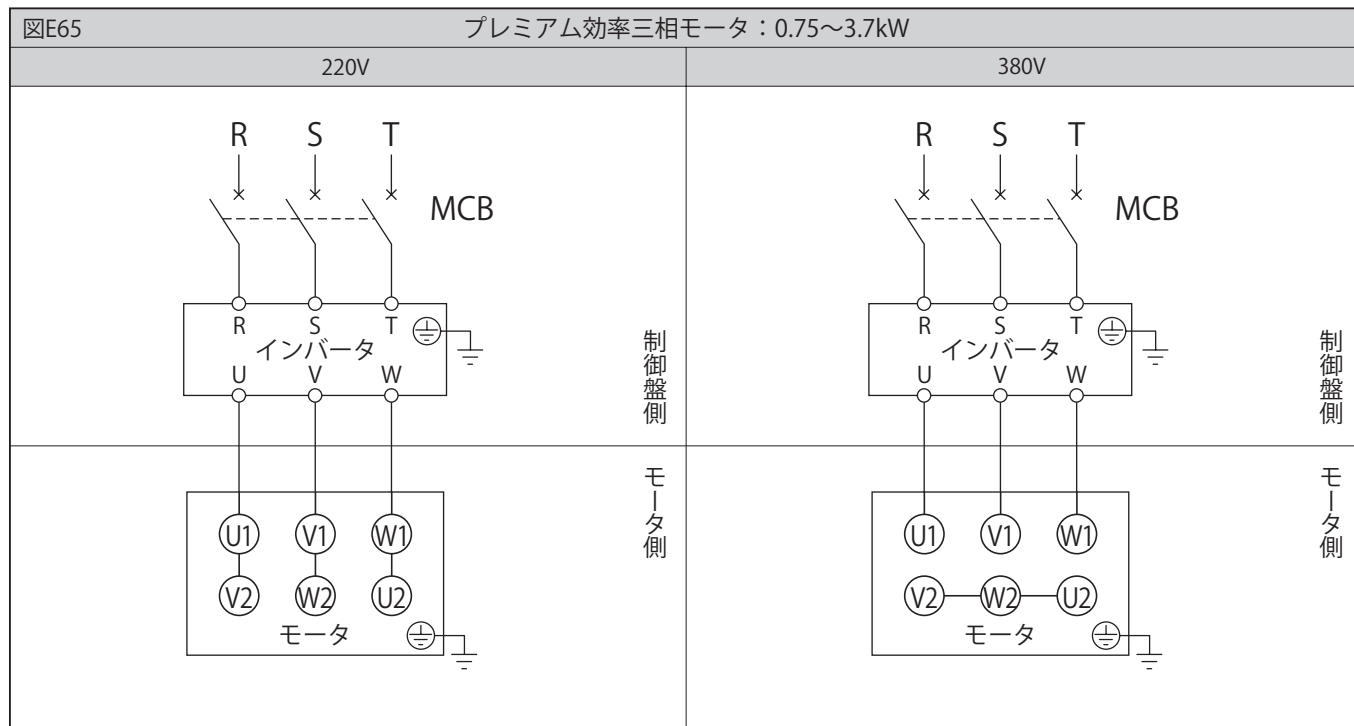 図E65 プレミアム効率三相モータ：0.75～3.7kW
220V 380V
R S T
MCB
R S T
インバータ
U V W
制御盤側
U1 V1 W1
V2 W2 U2
モータ
モータ側
R S T
MCB
R S T
インバータ
U V W
制御盤側
U1 V1 W1
V2 W2 U2
モータ
モータ側